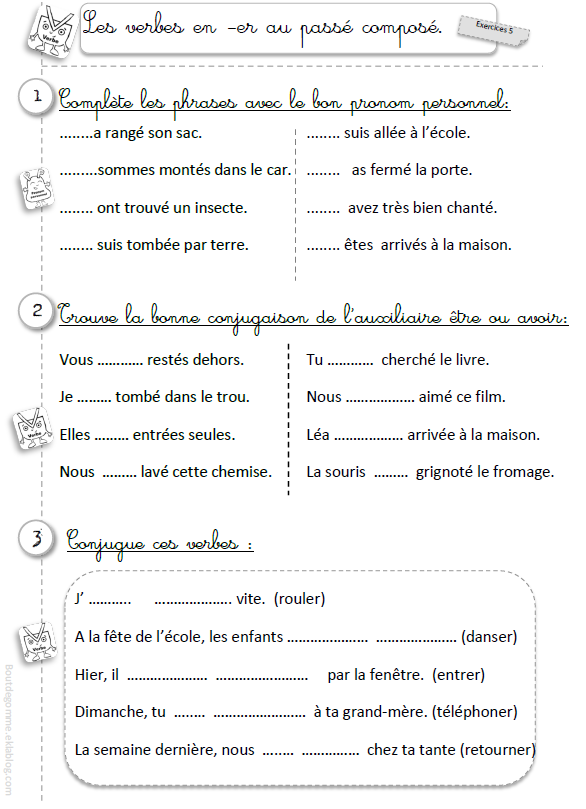 Les verbes en -er au passé composé.
Exercices 5
Verbe
1
Complète les phrases avec le bon pronom personnel:
........a rangé son sac.
.........sommes montés dans le car.
........ ont trouvé un insecte.
........ suis tombée par terre.
........ suis allée à l'école.
........ as fermé la porte.
........ avez très bien chanté.
........ êtes arrivés à la maison.
2
Trouve la bonne conjugaison de l'auxiliaire être ou avoir:
Vous ............ restés dehors.
Je ......... tombé dans le trou.
Elles ......... entrées seules.
Nous ......... lavé cette chemise.
Tu ............ cherché le livre.
Nous .................. aimé ce film.
Léa .................. arrivée à la maison.
La souris ......... grignoté le fromage.
Verbe
3
Conjugue ces verbes :
J' ........... .................... vite. (rouler)
A la fête de l'école, les enfants ..................... ..................... (danser)
Hier, il ..................... ........................ par la fenêtre. (entrer)
Dimanche, tu ........ ........................ à ta grand-mère. (téléphoner)
La semaine dernière, nous ........ ............... chez ta tante (retourner)
Verbe
Boutdegomme.eklablog.com